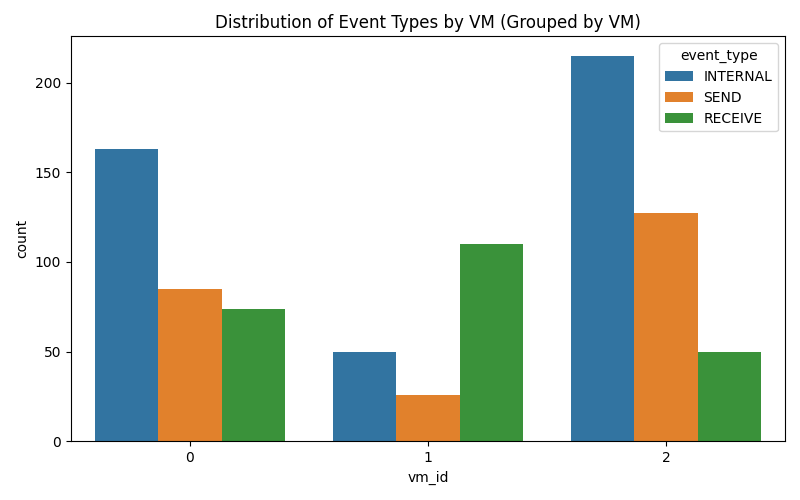 Distribution of Event Types by VM (Grouped by VM)
event_type
INTERNAL
SEND
RECEIVE
200
150
100
50
0
count
0 1 2
vm_id